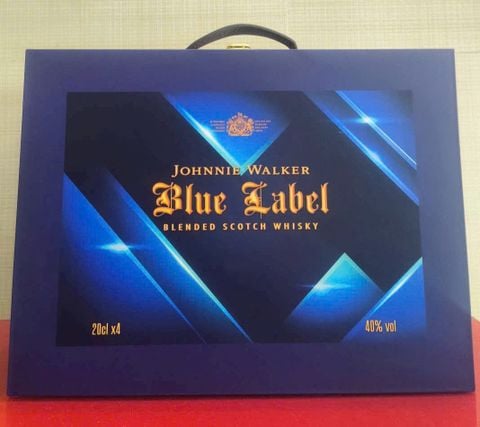 JOHNNIE WALKER
Blue Label
BLENDED SCOTCH WHISKY
20cl x4
40% vol